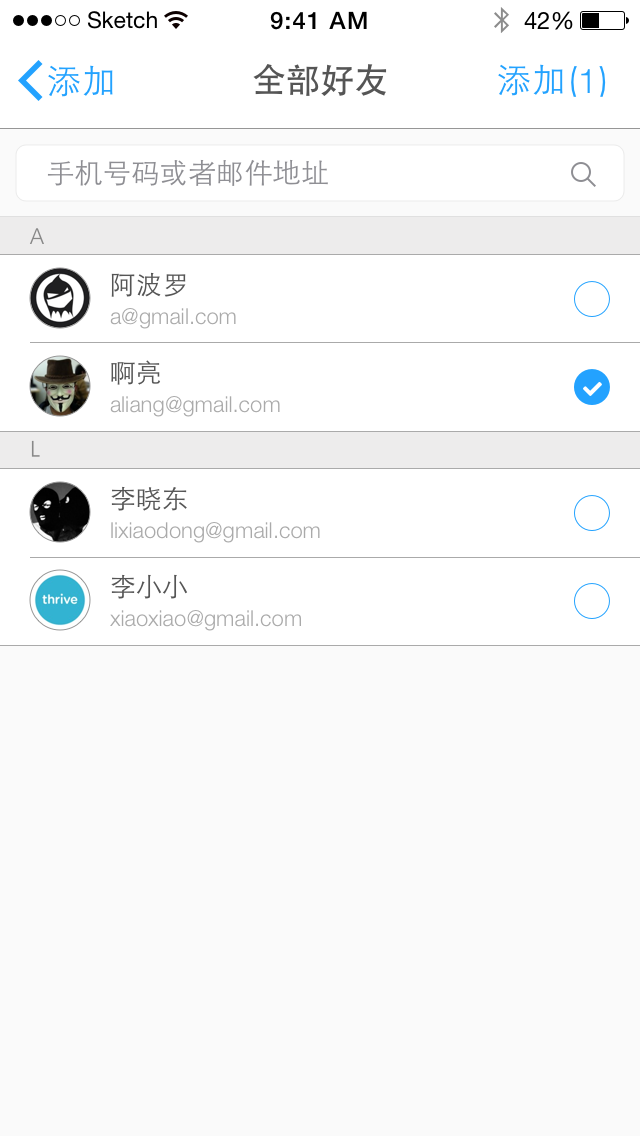 Sketch 9:41 AM 42%
添加 全部好友 添加(1)
手机号码或者邮件地址
A
阿波罗
a@gmail.com
啊亮
aliang@gmail.com
L
李晓东
lixiaodong@gmail.com
thrive
李小小
xiaoxiao@gmail.com